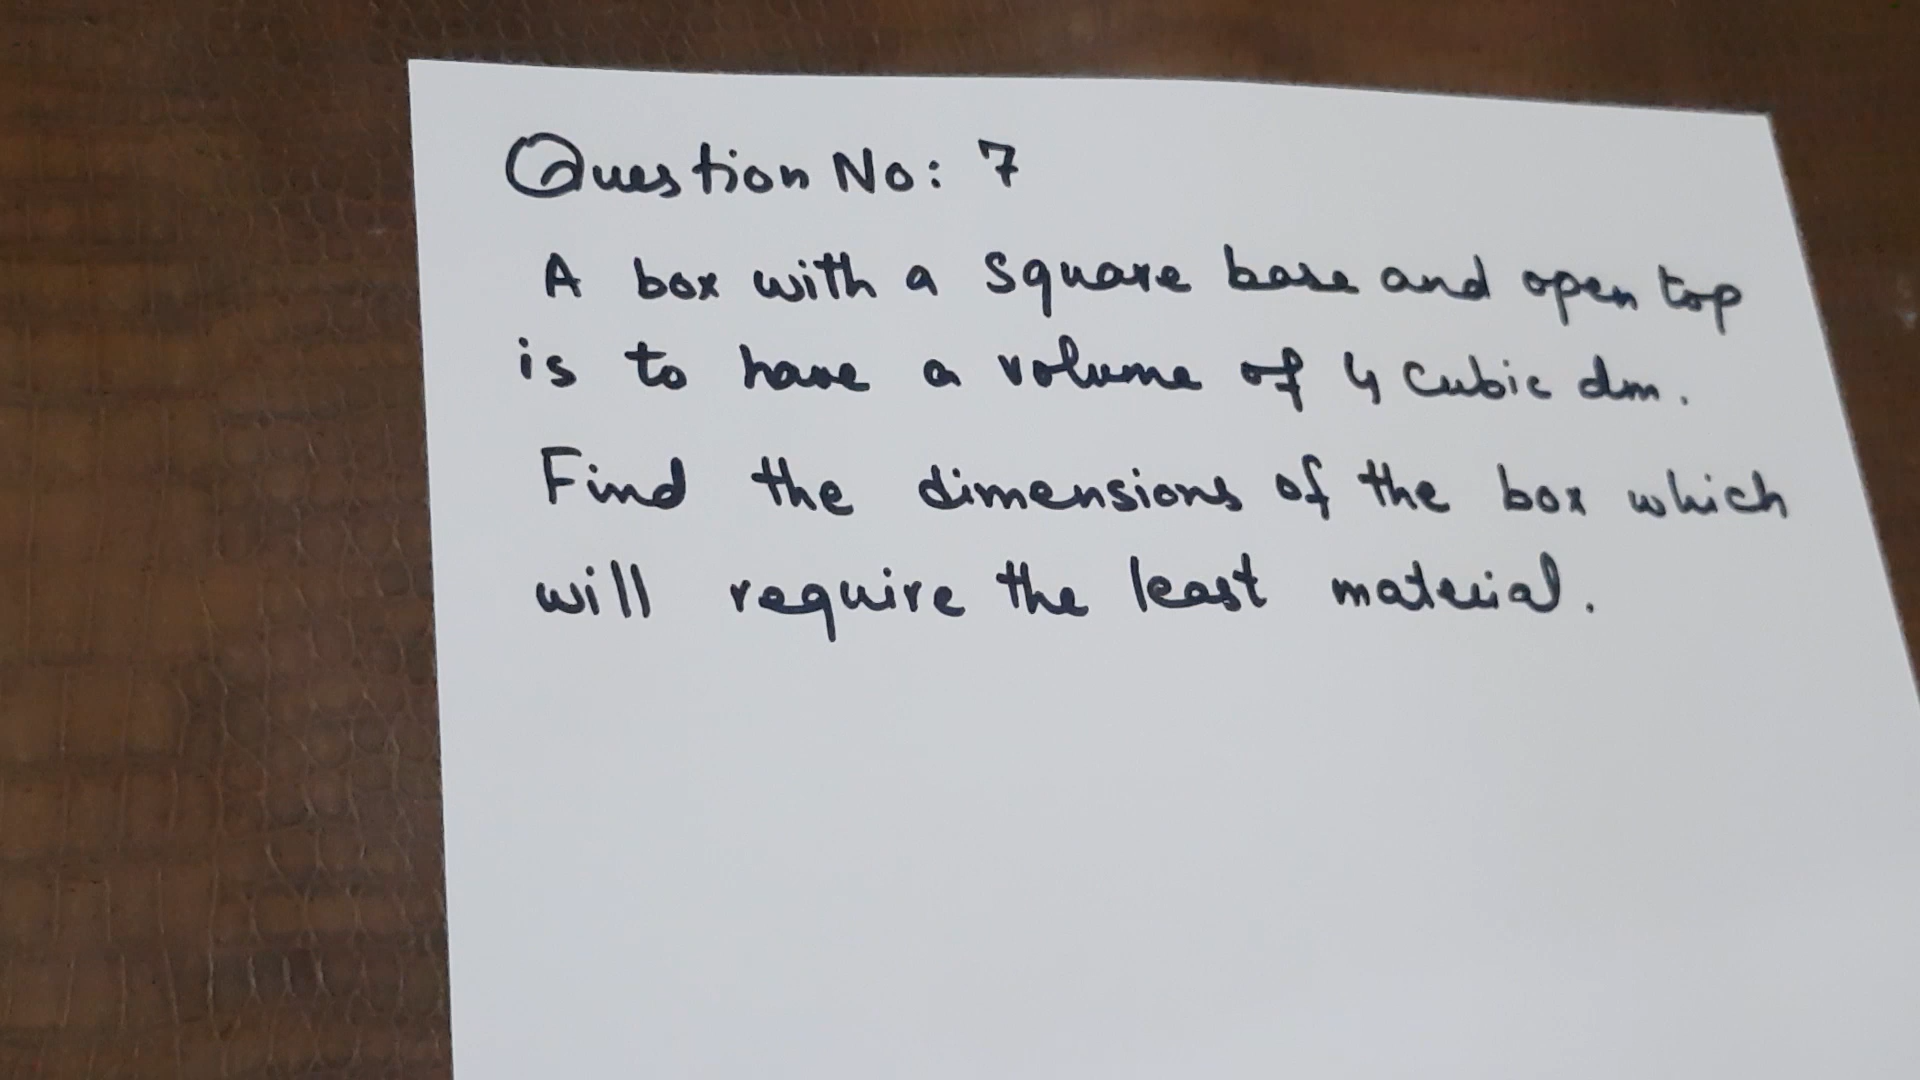 Question No: 7
A box with a square base and open top
is to have a volume of 4 cubic dm.
Find the dimensions of the box which
will require the least material.